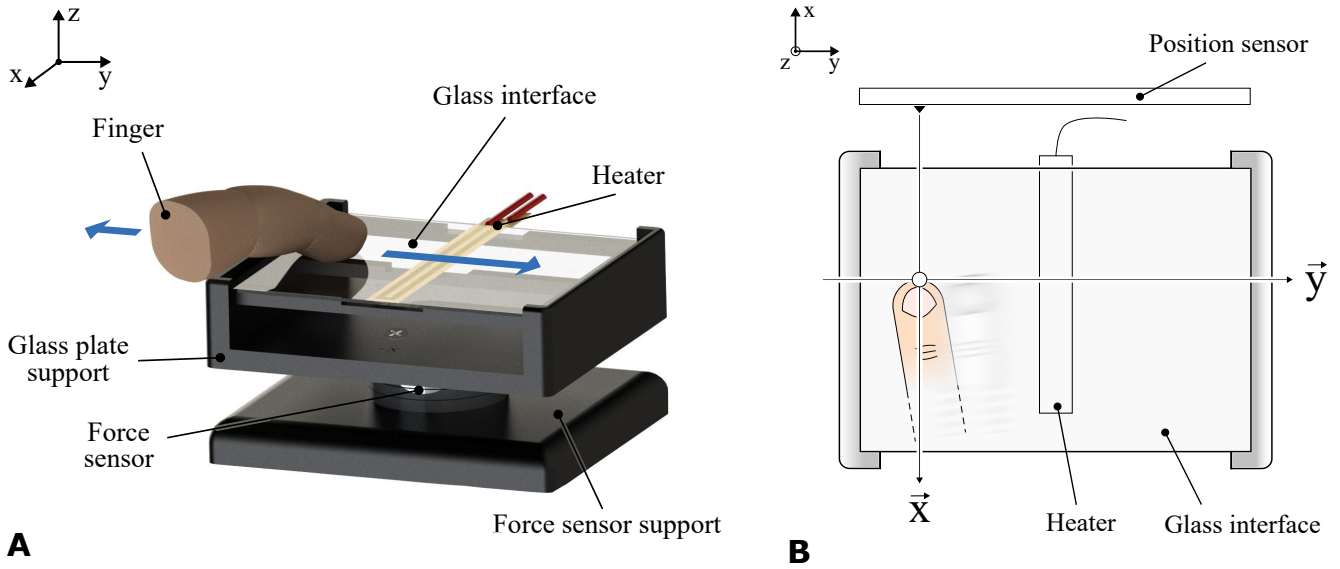 z
x
y
Glass interface
Finger
Heater
Glass plate
support
Force
sensor
Force sensor support
A
x
z
y
Position sensor
y
x
Heater
Glass interface
B